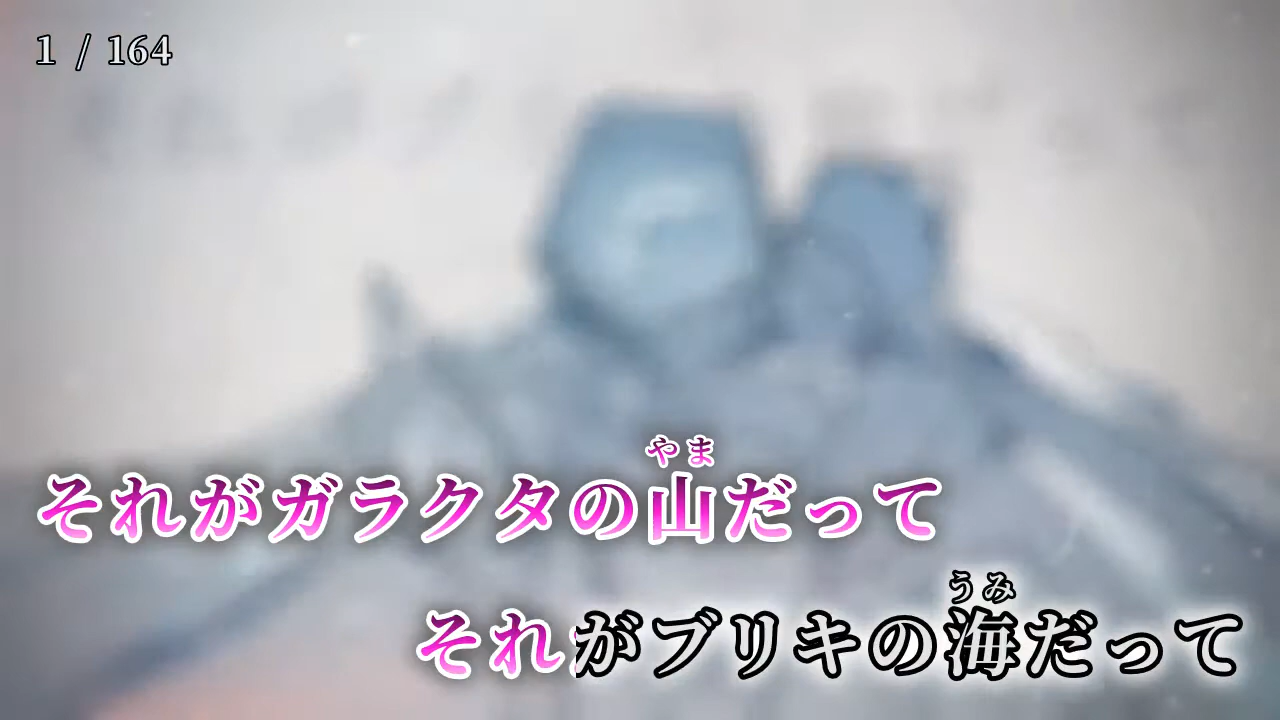 1 / 164
やま
それがガラクタの山だって
うみ
それがブリキの海だって